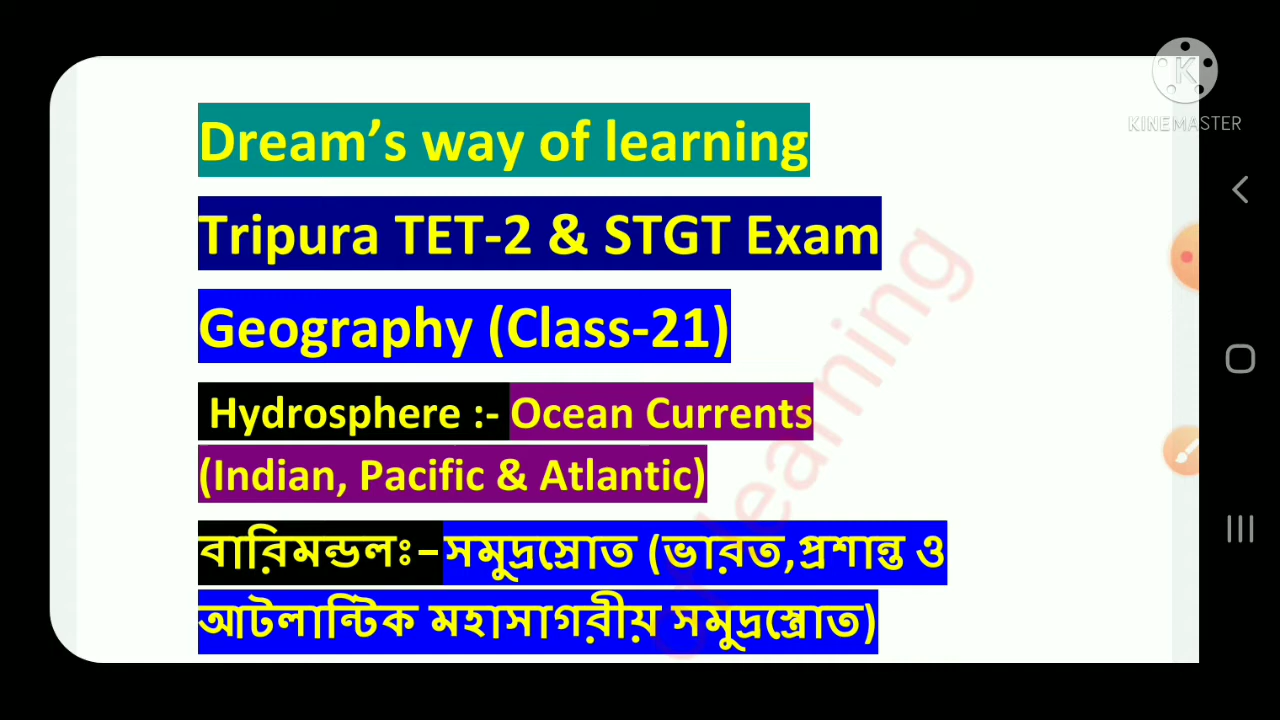 Dream’s way of learning
KINEMASTER
Tripura TET-2 & STGT Exam
Geography (Class-21)
Hydrosphere :- Ocean Currents
(Indian, Pacific & Atlantic)
বারিমন্ডলঃ–সমুদ্রস্রোত (ভারত,প্রশান্ত ও
আটলান্টিক মহাসাগরীয় সমুদ্রস্ত্রোত)
learning